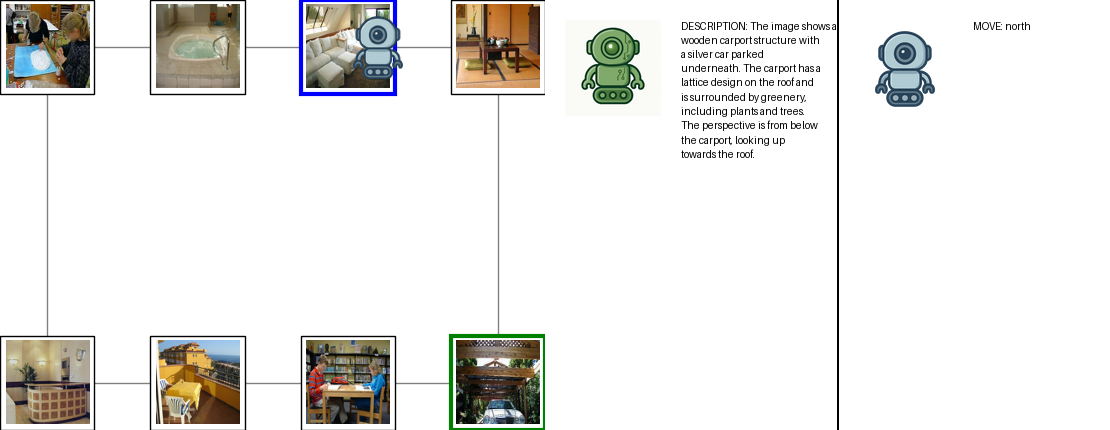 DESCRIPTION: The image shows a
wooden carport structure with
a silver car parked
underneath. The carport has a
lattice design on the roof and
is surrounded by greenery,
including plants and trees.
The perspective is from below
the carport, looking up
towards the roof.
MOVE: north